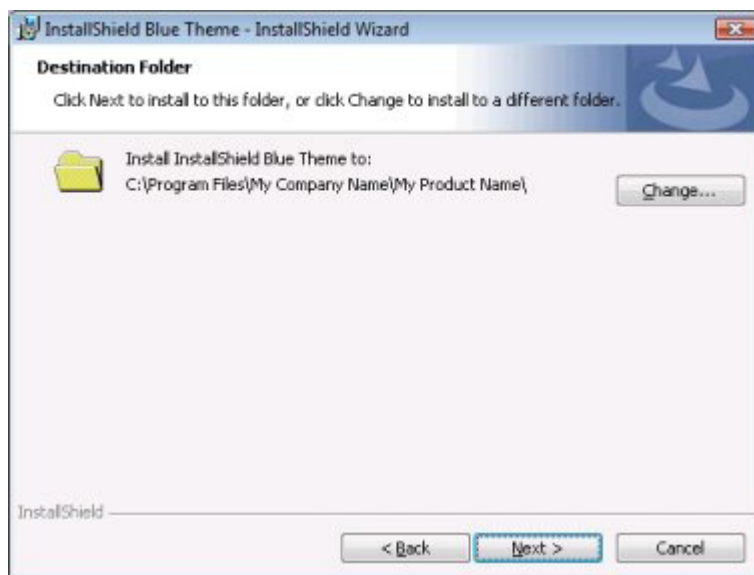 InstallShield Blue Theme - InstallShield Wizard
Destination Folder
Click Next to install to this folder, or click Change to install to a different folder.
Install InstallShield Blue Theme to:
C:\Program Files\My Company Name\My Product Name\
Change...
InstallShield
< Back
Next >
Cancel